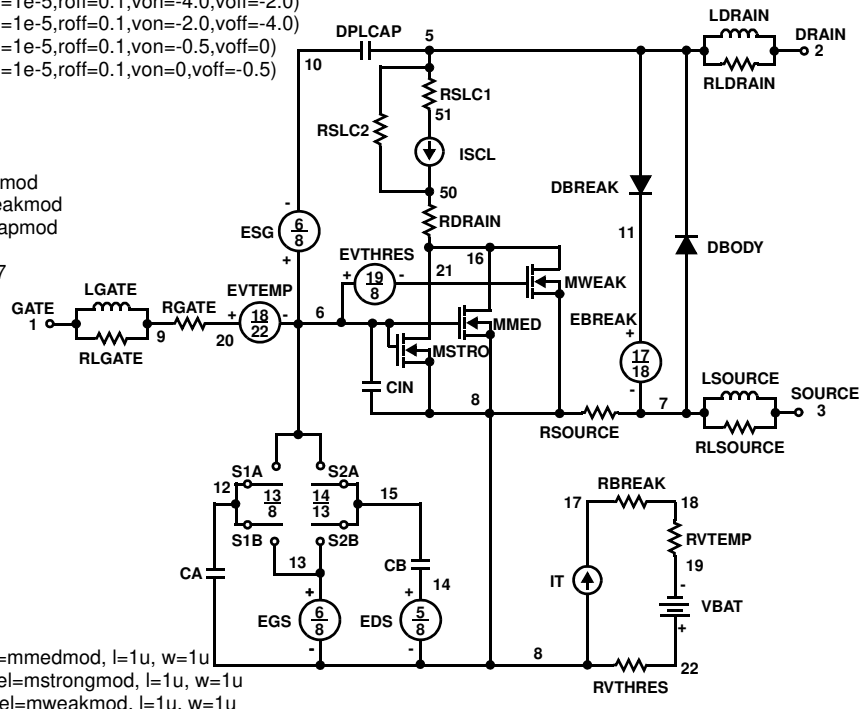 =1e-5,roff=0.1,von=-4.0,voff=-2.0)
=1e-5,roff=0.1,von=-2.0,voff=-4.0)
=1e-5,roff=0.1,von=-0.5,voff=0)
=1e-5,roff=0.1,von=0,voff=-0.5)
mod
eakmod
apmod
7
LDRAIN
DPLCAP
5
DRAIN
2
10
RLDRAIN
RSLC1
51
RSLC2
ISCL
50
DBREAK
RDRAIN
ESG
6
8
-
+
11
DBODY
EVTHRES
16
21
+
19
8
-
MWEAK
LGATE
GATE
1
RLGATE
9
RGATE
20
EVTEMP
+
18
22
-
6
MMED
MSTRO
EBREAK
+
17
18
-
CIN
8
LSOURCE
SOURCE
3
7
RSOURCE
RLSOURCE
S1A
S2A
12
13
8
14
13
15
S1B
S2B
13
CA
CB
14
+
EGS
6
8
-
+
EDS
5
8
-
RBREAK
17
18
RVTEMP
19
IT
-
VBAT
+
8
22
RVTHRES
=mmedmod, l=1u, w=1u
el=mstrongmod, l=1u, w=1u
el=mweakmod, l=1u, w=1u